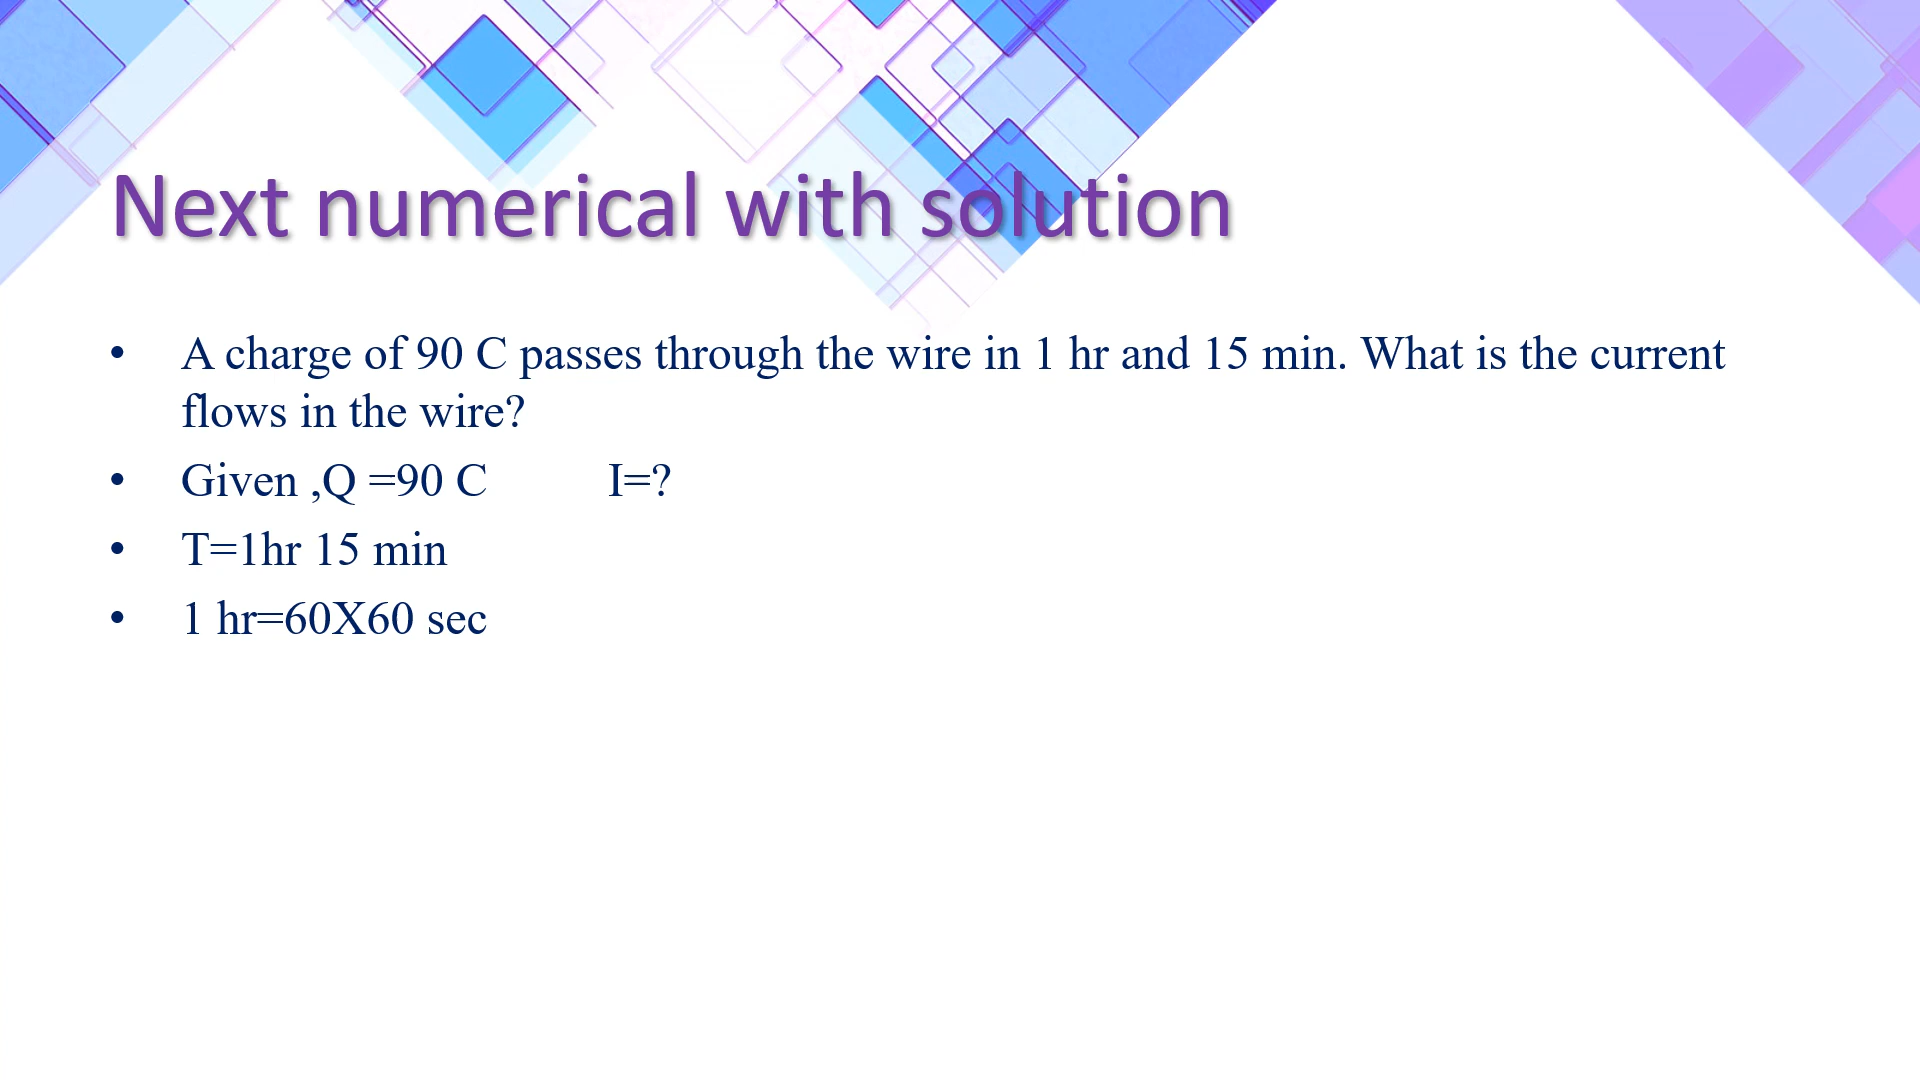 Next numerical with solution
• A charge of 90 C passes through the wire in 1 hr and 15 min. What is the current
flows in the wire?
• Given ,Q =90 C I=?
• T=1hr 15 min
• 1 hr=60X60 sec